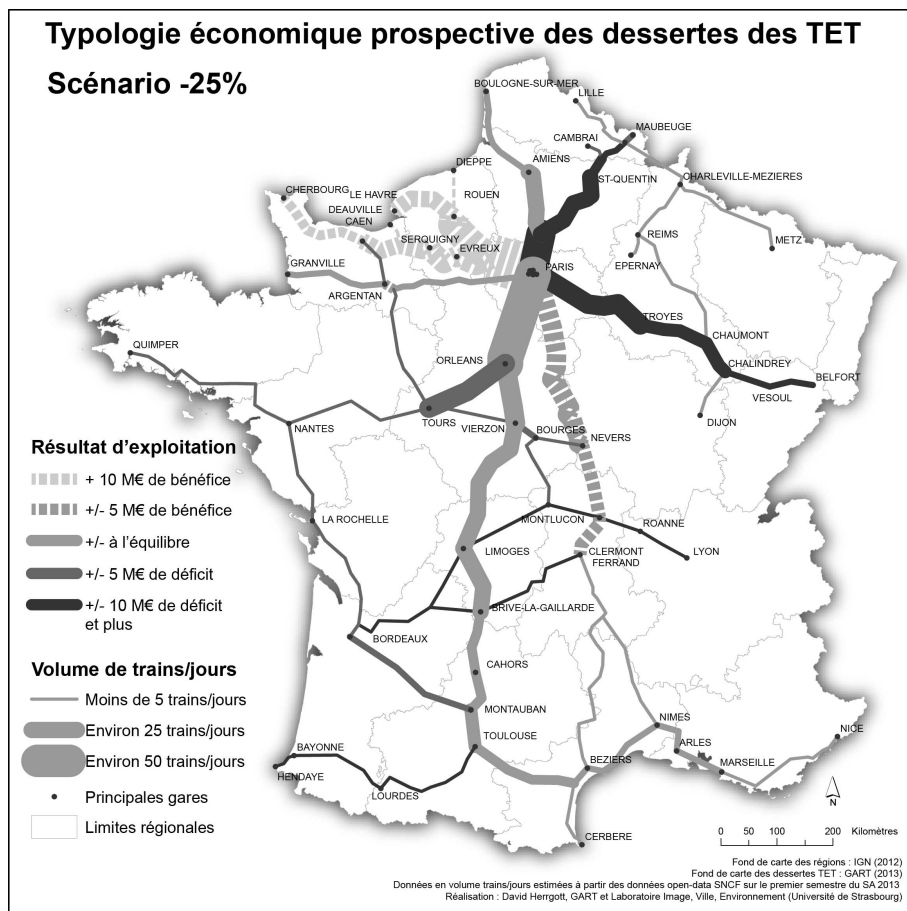 Typologie économique prospective des dessertes des TET
Scénario -25%
BOULOGNE-SUR-MER
LILLE
MAUBEUGE
CAMBRAI
AMIENS
DIEPPE
ST-QUENTIN
CHARLEVILLE-MEZIERES
CHERBOURG
LE HAVRE
ROUEN
DEAUVILLE
CAEN
SERQUIGNY
EVREUX
REIMS
METZ
EPERNAY
GRANVILLE
PARIS
ARGENTAN
TROYES
CHAUMONT
QUIMPER
ORLEANS
CHALINDREY
BELFORT
VESOUL
TOURS
VIERZON
BOURGES
NEVERS
DIJON
NANTES
Résultat d’exploitation
+ 10 M€ de bénéfice
+/- 5 M€ de bénéfice
+/- à l’équilibre
+/- 5 M€ de déficit
+/- 10 M€ de déficit
et plus
LA ROCHELLE
MONTLUCON
ROANNE
LYON
LIMOGES
CLERMONT
FERRAND
BRIVE-LA-GAILLARDE
BORDEAUX
CAHORS
MONTAUBAN
TOULOUSE
NIMES
NICE
ARLES
MARSEILLE
BEZIERS
BAYONNE
HENDAYE
LOURDES
CERBERE
Volume de trains/jours
Moins de 5 trains/jours
Environ 25 trains/jours
Environ 50 trains/jours
Principales gares
Limites régionales
N
0 50 100 200 Kilomètres
Fond de carte des régions : IGN (2012)
Fond de carte des dessertes TET : GART (2013)
Données en volume trains/jours estimées à partir des données open-data SNCF sur le premier semestre du SA 2013
Réalisation : David Herrgott, GART et Laboratoire Image, Ville, Environnement (Université de Strasbourg)